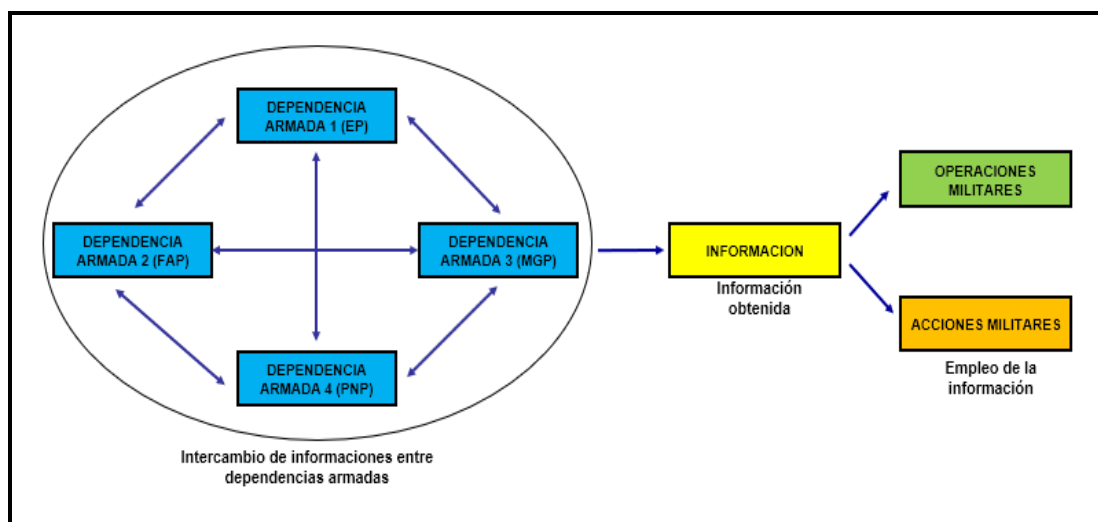 DEPENDENCIA
ARMADA 1 (EP)
DEPENDENCIA
ARMADA 2 (FAP)
DEPENDENCIA
ARMADA 3 (MGP)
DEPENDENCIA
ARMADA 4 (PNP)
Intercambio de informaciones entre
dependencias armadas
INFORMACION
Información
obtenida
OPERACIONES
MILITARES
ACCIONES MILITARES
Empleo de la
información